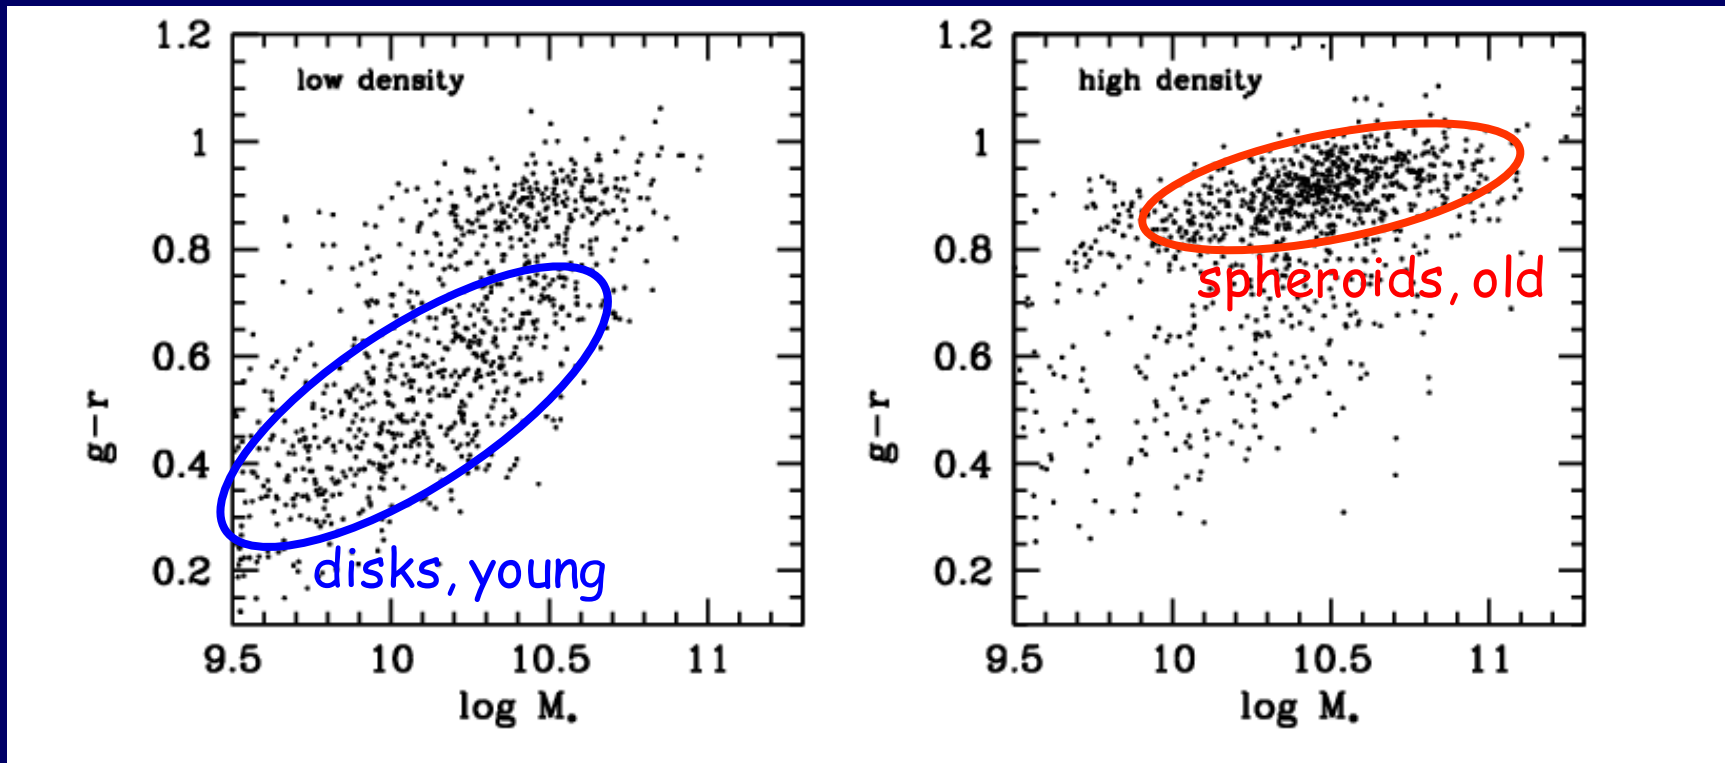 low density
1.2
1
0.8
0.6
0.4
0.2
g-r
disks, young
9.5 10 10.5 11
log M*
high density
1.2
1
0.8
0.6
0.4
0.2
g-r
spheroids, old
9.5 10 10.5 11
log M*